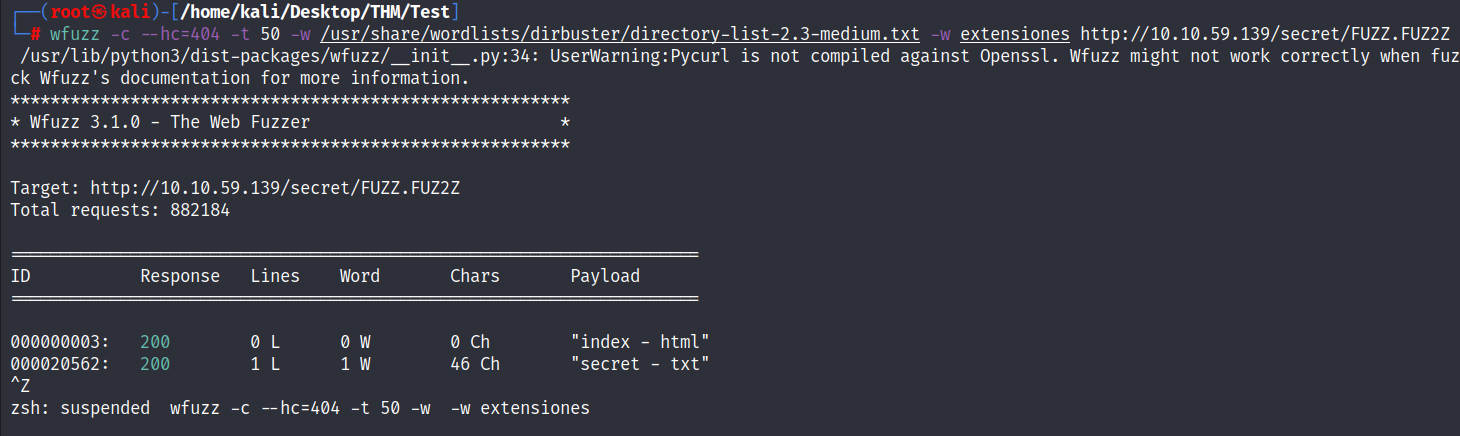 ┌──(root㉿kali)-[/home/kali/Desktop/THM/Test]
└─# wfuzz -c --hc=404 -t 50 -w /usr/share/wordlists/dirbuster/directory-list-2.3-medium.txt -w extensiones http://10.10.59.139/secret/FUZZ.FUZ2Z
/usr/lib/python3/dist-packages/wfuzz/__init__.py:34: UserWarning:Pycurl is not compiled against Openssl. Wfuzz might not work correctly when fuz
ck Wfuzz's documentation for more information.
********************************************************
* Wfuzz 3.1.0 - The Web Fuzzer                         *
********************************************************
Target: http://10.10.59.139/secret/FUZZ.FUZ2Z
Total requests: 882184
=====================================================================
ID           Response   Lines    Word       Chars       Payload
=====================================================================
000000003:   200        0 L      0 W        0 Ch        "index - html"
000020562:   200        1 L      1 W        46 Ch       "secret - txt"
^Z
zsh: suspended  wfuzz -c --hc=404 -t 50 -w  -w extensiones